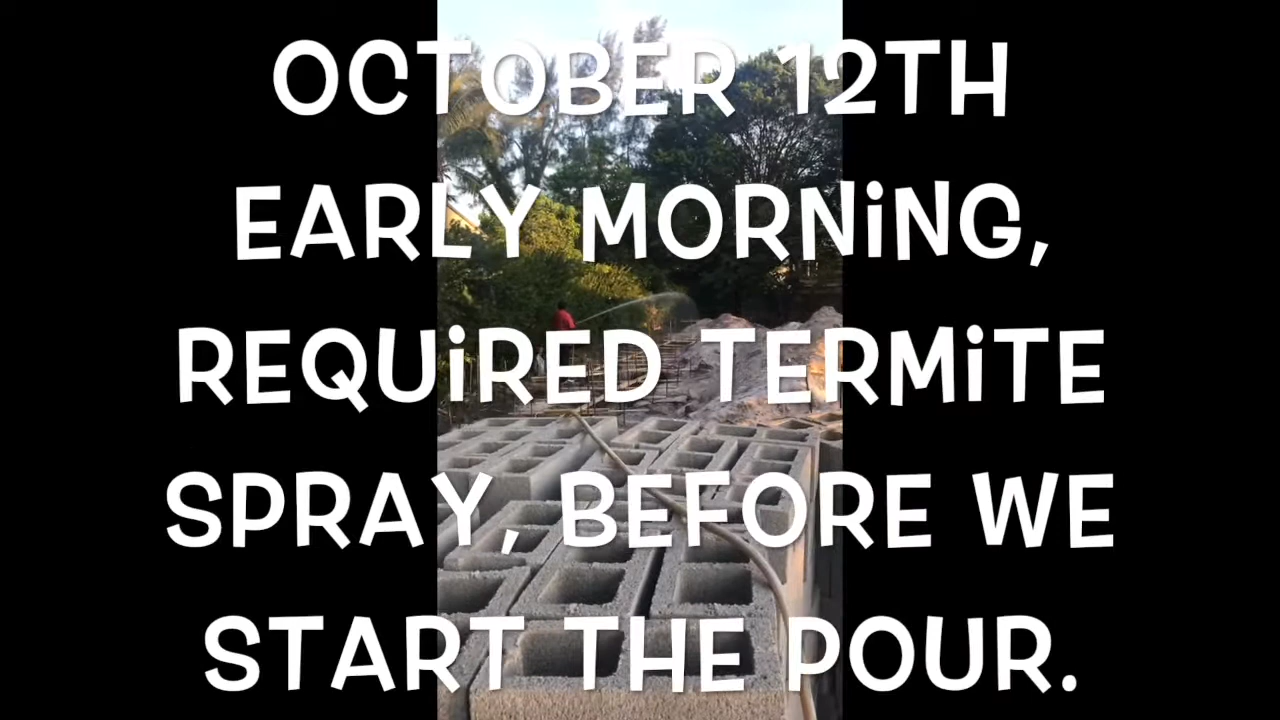 OCTOBER 12TH
EARLY MORNiNG,
REQUiRED TERMiTE
SPRAY, BEFORE WE
START THE POUR.